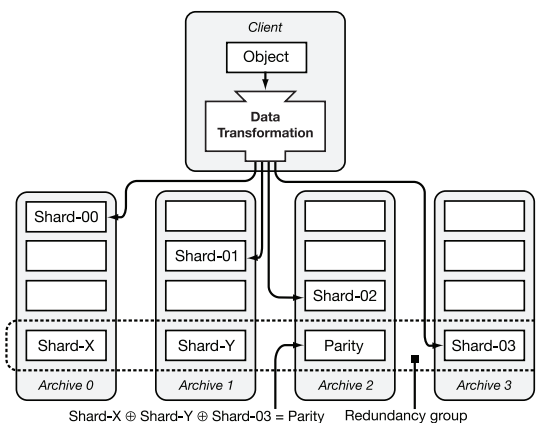 Client
Object
Data
Transformation
Shard-00
Shard-01
Shard-02
Shard-X
Shard-Y
Parity
Shard-03
Archive 0
Archive 1
Archive 2
Archive 3
Shard-X ⊕ Shard-Y ⊕ Shard-03 = Parity
Redundancy group